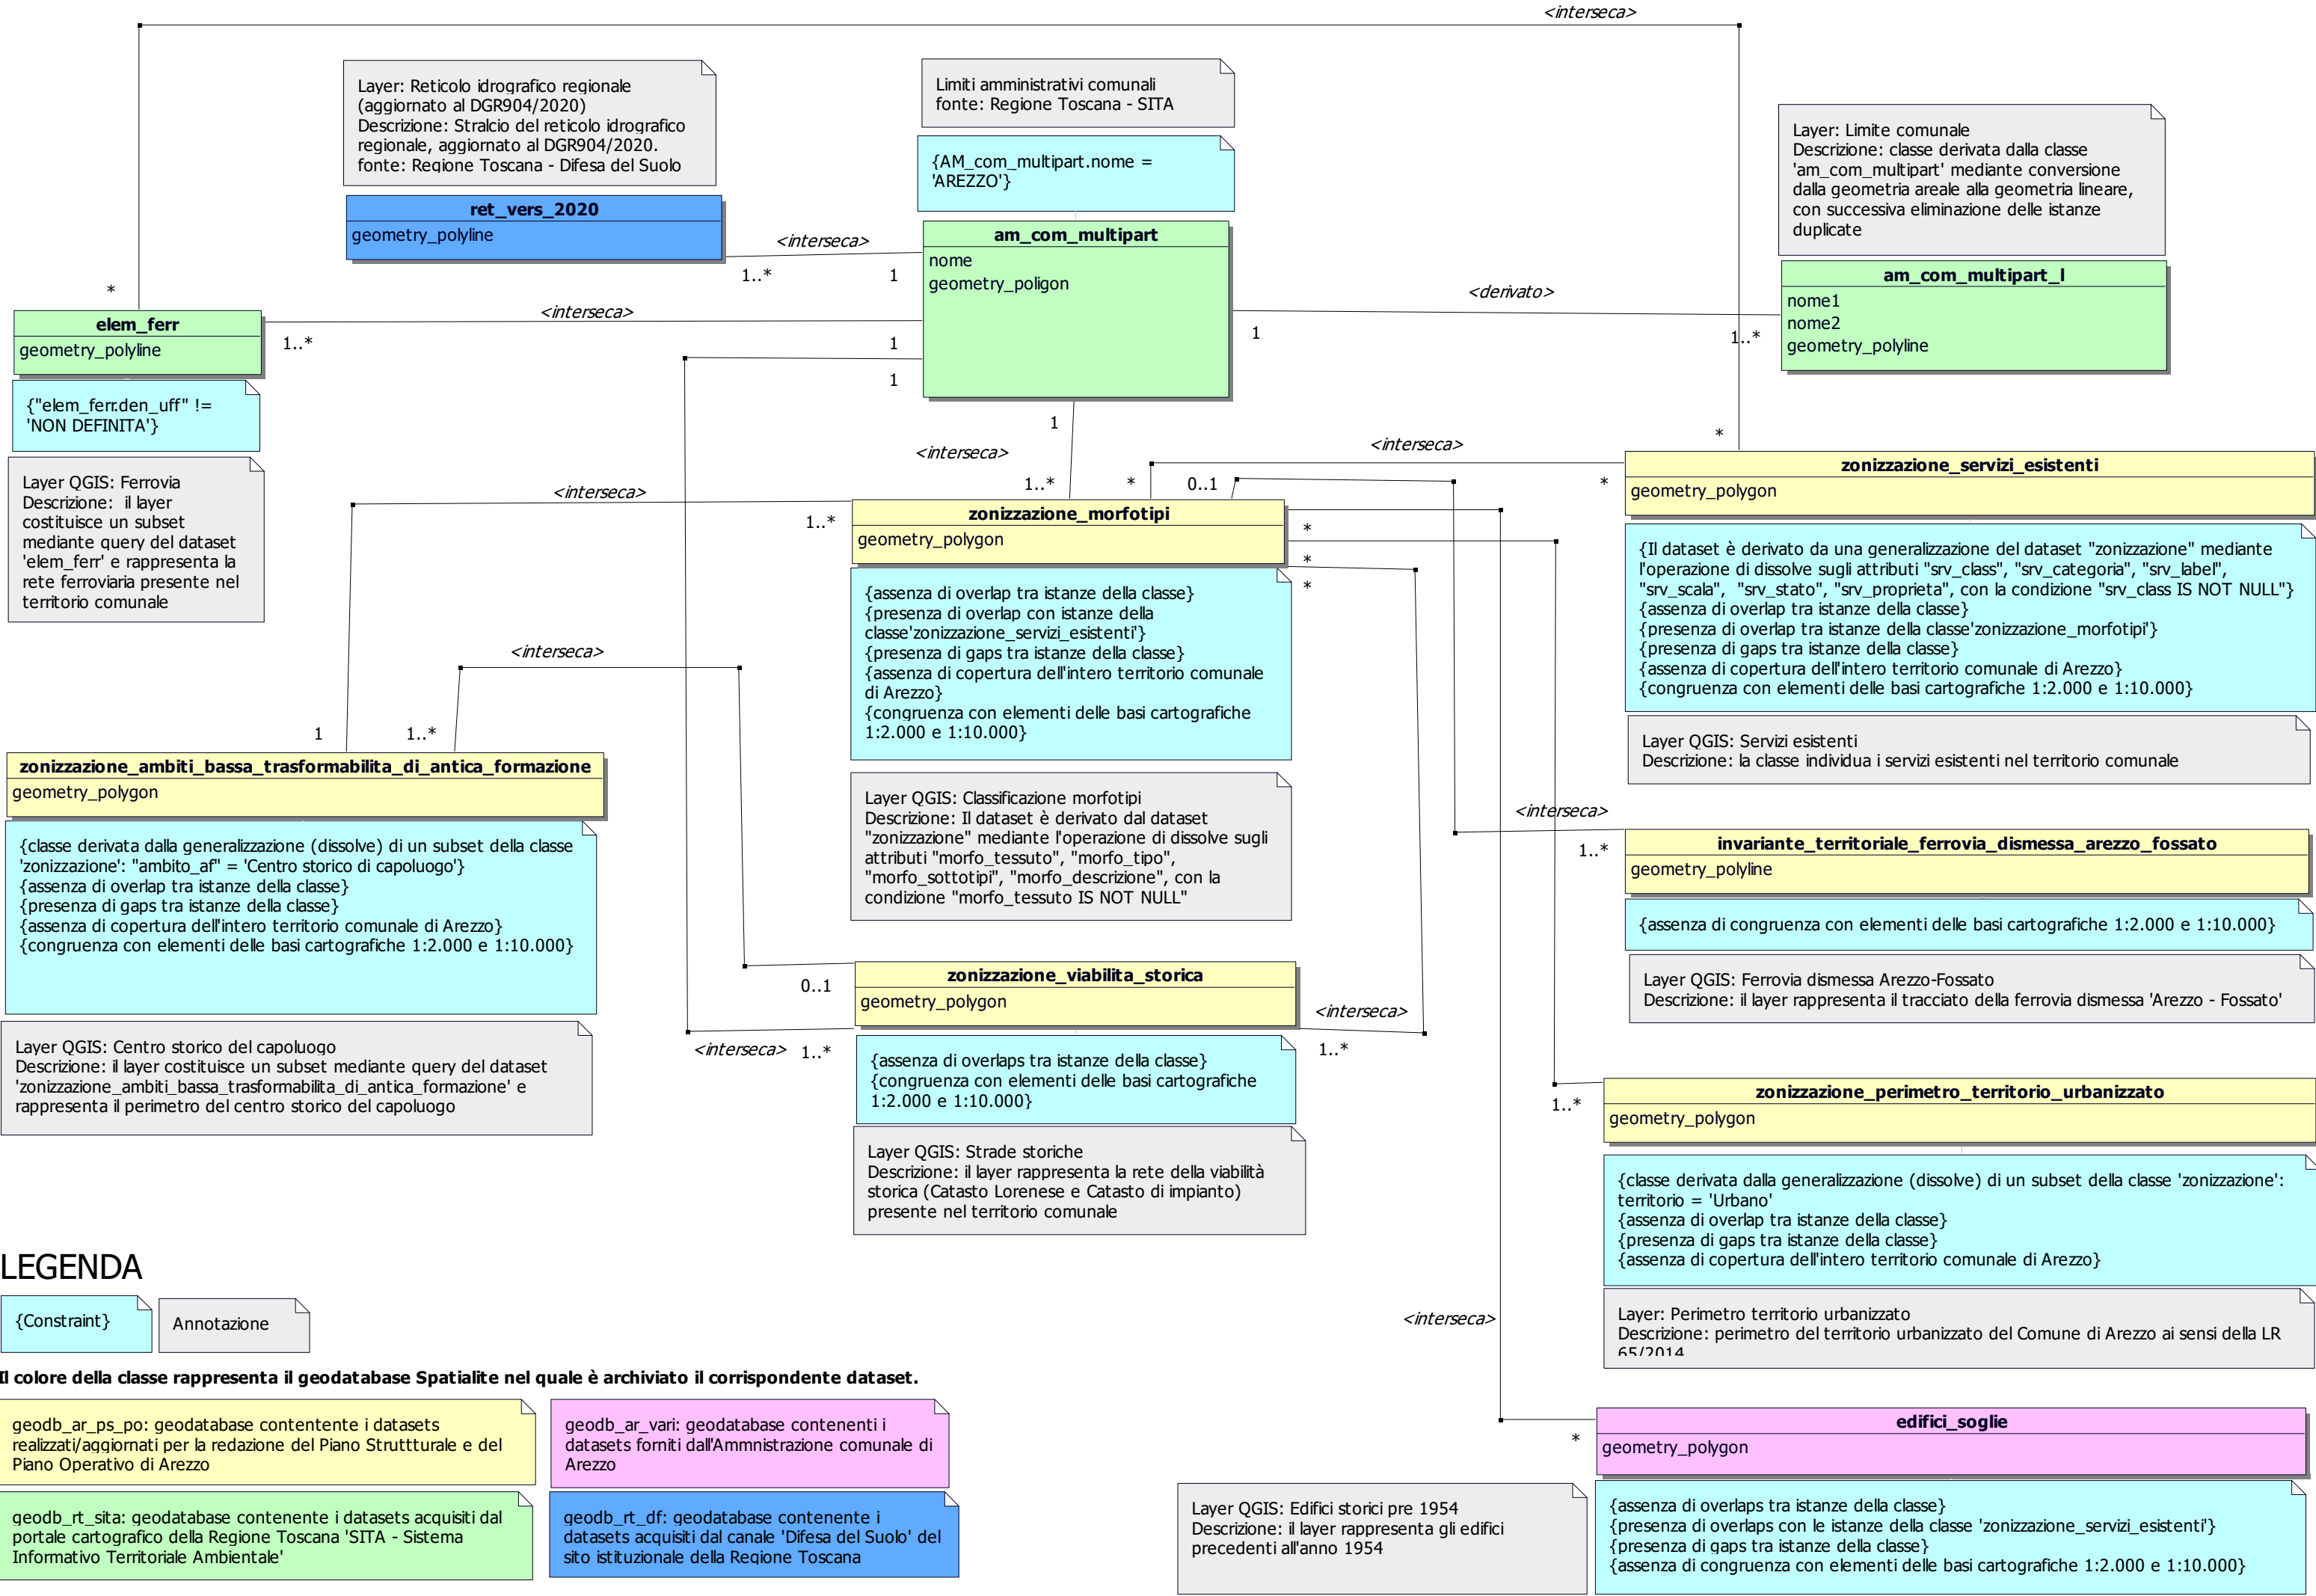 <interseca>
Layer: Reticolo idrografico regionale
(aggiornato al DGR904/2020)
Descrizione: Stralcio del reticolo idrografico
regionale, aggiornato al DGR904/2020.
fonte: Regione Toscana - Difesa del Suolo
Limiti amministrativi comunali
fonte: Regione Toscana - SITA
{AM_com_multipart.nome =
'AREZZO'}
Layer: Limite comunale
Descrizione: classe derivata dalla classe
'am_com_multipart' mediante conversione
dalla geometria areale alla geometria lineare,
con successiva eliminazione delle istanze
duplicate
ret_vers_2020
geometry_polyline
<interseca>
1..*
1
am_com_multipart
nome
geometry_poligon
am_com_multipart_l
nome1
nome2
geometry_polyline
<derivato>
1
1..*
*
elem_ferr
geometry_polyline
<interseca>
1..*
1
1
{"elem_ferr.den_uff" !=
'NON DEFINITA'}
Layer QGIS: Ferrovia
Descrizione:  il layer
costituisce un subset
mediante query del dataset
'elem_ferr' e rappresenta la
rete ferroviaria presente nel
territorio comunale
1
<interseca>
1..*
*
0..1
<interseca>
*
*
zonizzazione_servizi_esistenti
geometry_polygon
{Il dataset è derivato da una generalizzazione del dataset "zonizzazione" mediante
l'operazione di dissolve sugli attributi "srv_class", "srv_categoria", "srv_label",
"srv_scala",  "srv_stato", "srv_proprieta", con la condizione "srv_class IS NOT NULL"}
{assenza di overlap tra istanze della classe}
{presenza di overlap tra istanze della classe'zonizzazione_morfotipi'}
{presenza di gaps tra istanze della classe}
{assenza di copertura dell'intero territorio comunale di Arezzo}
{congruenza con elementi delle basi cartografiche 1:2.000 e 1:10.000}
Layer QGIS: Servizi esistenti
Descrizione: la classe individua i servizi esistenti nel territorio comunale
<interseca>
1..*
zonizzazione_morfotipi
geometry_polygon
*
*
*
{assenza di overlap tra istanze della classe}
{presenza di overlap con istanze della
classe'zonizzazione_servizi_esistenti'}
{presenza di gaps tra istanze della classe}
{assenza di copertura dell'intero territorio comunale
di Arezzo}
{congruenza con elementi delle basi cartografiche
1:2.000 e 1:10.000}
Layer QGIS: Classificazione morfotipi
Descrizione: Il dataset è derivato dal dataset
"zonizzazione" mediante l'operazione di dissolve sugli
attributi "morfo_tessuto", "morfo_tipo",
"morfo_sottotipi", "morfo_descrizione", con la
condizione "morfo_tessuto IS NOT NULL"
<interseca>
1
1..*
zonizzazione_ambiti_bassa_trasformabilita_di_antica_formazione
geometry_polygon
{classe derivata dalla generalizzazione (dissolve) di un subset della classe
'zonizzazione': "ambito_af" = 'Centro storico di capoluogo'}
{assenza di overlap tra istanze della classe}
{presenza di gaps tra istanze della classe}
{assenza di copertura dell'intero territorio comunale di Arezzo}
{congruenza con elementi delle basi cartografiche 1:2.000 e 1:10.000}
Layer QGIS: Centro storico del capoluogo
Descrizione: il layer costituisce un subset mediante query del dataset
'zonizzazione_ambiti_bassa_trasformabilita_di_antica_formazione' e
rappresenta il perimetro del centro storico del capoluogo
<interseca>
1..*
invariante_territoriale_ferrovia_dismessa_arezzo_fossato
geometry_polyline
{assenza di congruenza con elementi delle basi cartografiche 1:2.000 e 1:10.000}
Layer QGIS: Ferrovia dismessa Arezzo-Fossato
Descrizione: il layer rappresenta il tracciato della ferrovia dismessa 'Arezzo - Fossato'
0..1
<interseca>
1..*
zonizzazione_viabilita_storica
geometry_polygon
<interseca>
1..*
{assenza di overlaps tra istanze della classe}
{congruenza con elementi delle basi cartografiche
1:2.000 e 1:10.000}
Layer QGIS: Strade storiche
Descrizione: il layer rappresenta la rete della viabilità
storica (Catasto Lorenese e Catasto di impianto)
presente nel territorio comunale
1..*
zonizzazione_perimetro_territorio_urbanizzato
geometry_polygon
{classe derivata dalla generalizzazione (dissolve) di un subset della classe 'zonizzazione':
territorio = 'Urbano'
{assenza di overlap tra istanze della classe}
{presenza di gaps tra istanze della classe}
{assenza di copertura dell'intero territorio comunale di Arezzo}
Layer: Perimetro territorio urbanizzato
Descrizione: perimetro del territorio urbanizzato del Comune di Arezzo ai sensi della LR
65/2014
<interseca>
*
edifici_soglie
geometry_polygon
{assenza di overlaps tra istanze della classe}
{presenza di overlaps con le istanze della classe 'zonizzazione_servizi_esistenti'}
{presenza di gaps tra istanze della classe}
{assenza di congruenza con elementi delle basi cartografiche 1:2.000 e 1:10.000}
Layer QGIS: Edifici storici pre 1954
Descrizione: il layer rappresenta gli edifici
precedenti all'anno 1954
LEGENDA
{Constraint}
Annotazione
Il colore della classe rappresenta il geodatabase Spatialite nel quale è archiviato il corrispondente dataset.
geodb_ar_ps_po: geodatabase contentente i datasets
realizzati/aggiornati per la redazione del Piano Struttturale e del
Piano Operativo di Arezzo
geodb_ar_vari: geodatabase contenenti i
datasets forniti dall'Ammnistrazione comunale di
Arezzo
geodb_rt_sita: geodatabase contenente i datasets acquisiti dal
portale cartografico della Regione Toscana 'SITA - Sistema
Informativo Territoriale Ambientale'
geodb_rt_df: geodatabase contenente i
datasets acquisiti dal canale 'Difesa del Suolo' del
sito istituzionale della Regione Toscana